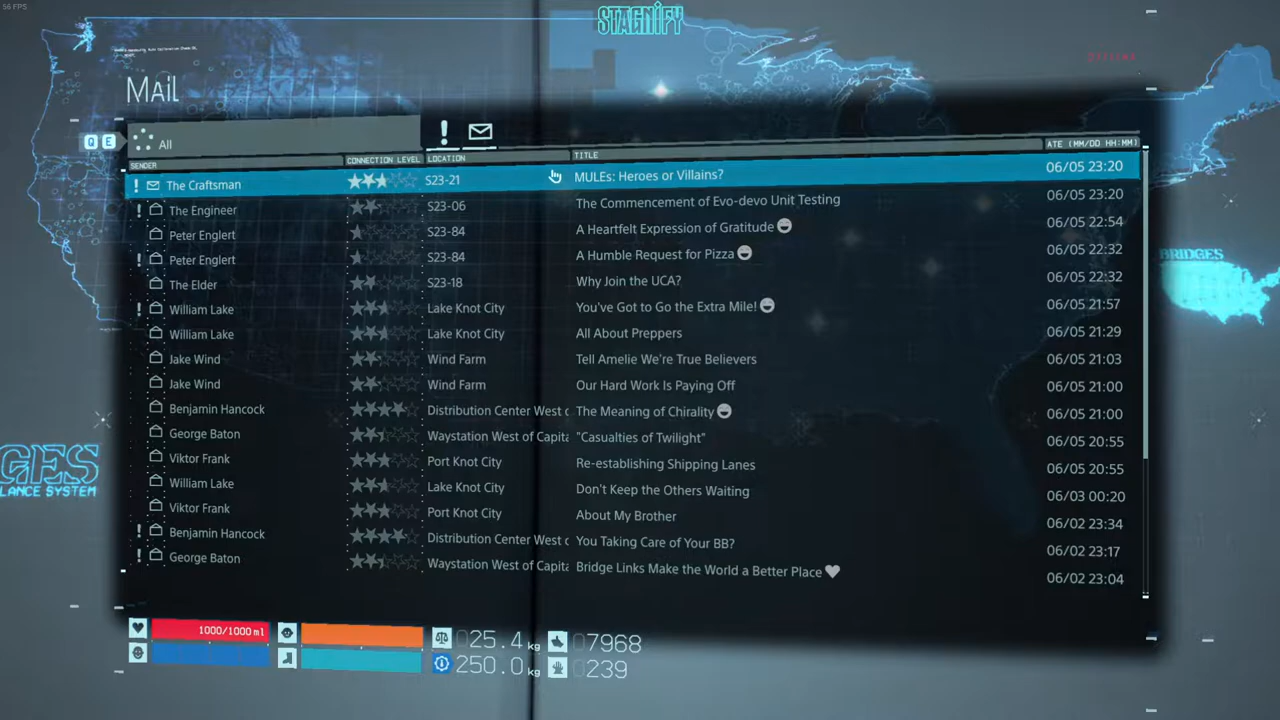 56 FPS
STAGNIFY
OFFLINE
MAiL
Q E All
SENDER CONNECTION LEVEL LOCATION TITLE ATE (MM/DD HH:MM)
The Craftsman S23-21 MULEs: Heroes or Villains? 06/05 23:20
The Engineer S23-06 The Commencement of Evo-devo Unit Testing 06/05 23:20
Peter Englert S23-84 A Heartfelt Expression of Gratitude 06/05 22:54
Peter Englert S23-84 A Humble Request for Pizza 06/05 22:32
The Elder S23-18 Why Join the UCA? 06/05 22:32
William Lake Lake Knot City You've Got to Go the Extra Mile! 06/05 21:57
William Lake Lake Knot City All About Preppers 06/05 21:29
Jake Wind Wind Farm Tell Amelie We're True Believers 06/05 21:03
Jake Wind Wind Farm Our Hard Work Is Paying Off 06/05 21:00
Benjamin Hancock Distribution Center West c The Meaning of Chirality 06/05 21:00
George Baton Waystation West of Capita "Casualties of Twilight" 06/05 20:55
Viktor Frank Port Knot City Re-establishing Shipping Lanes 06/05 20:55
William Lake Lake Knot City Don't Keep the Others Waiting 06/03 00:20
Viktor Frank Port Knot City About My Brother 06/02 23:34
Benjamin Hancock Distribution Center West c You Taking Care of Your BB? 06/02 23:17
George Baton Waystation West of Capita Bridge Links Make the World a Better Place 06/02 23:04
BRIDGES
GES
LANCE SYSTEM
1000/1000 ml 025.4 kg 07968
250.0 kg 0239